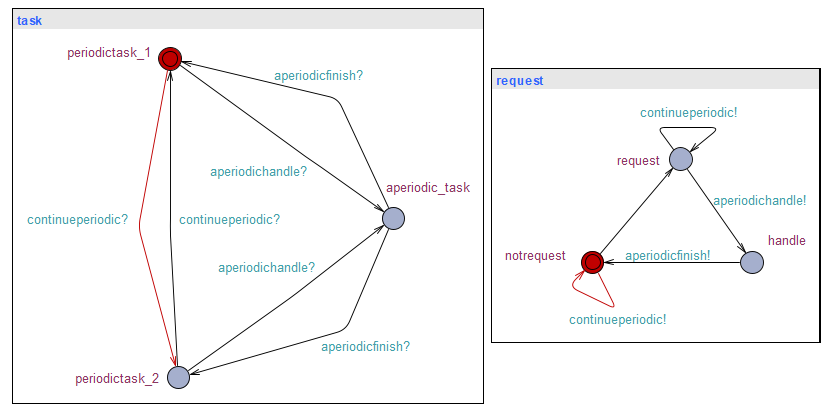 task
periodictask_1
aperiodicfinish?
aperiodichandle?
aperiodic_task
continueperiodic?
continueperiodic?
aperiodichandle?
aperiodicfinish?
periodictask_2
request
continueperiodic!
request
aperiodichandle!
handle
notrequest
aperiodicfinish!
continueperiodic!